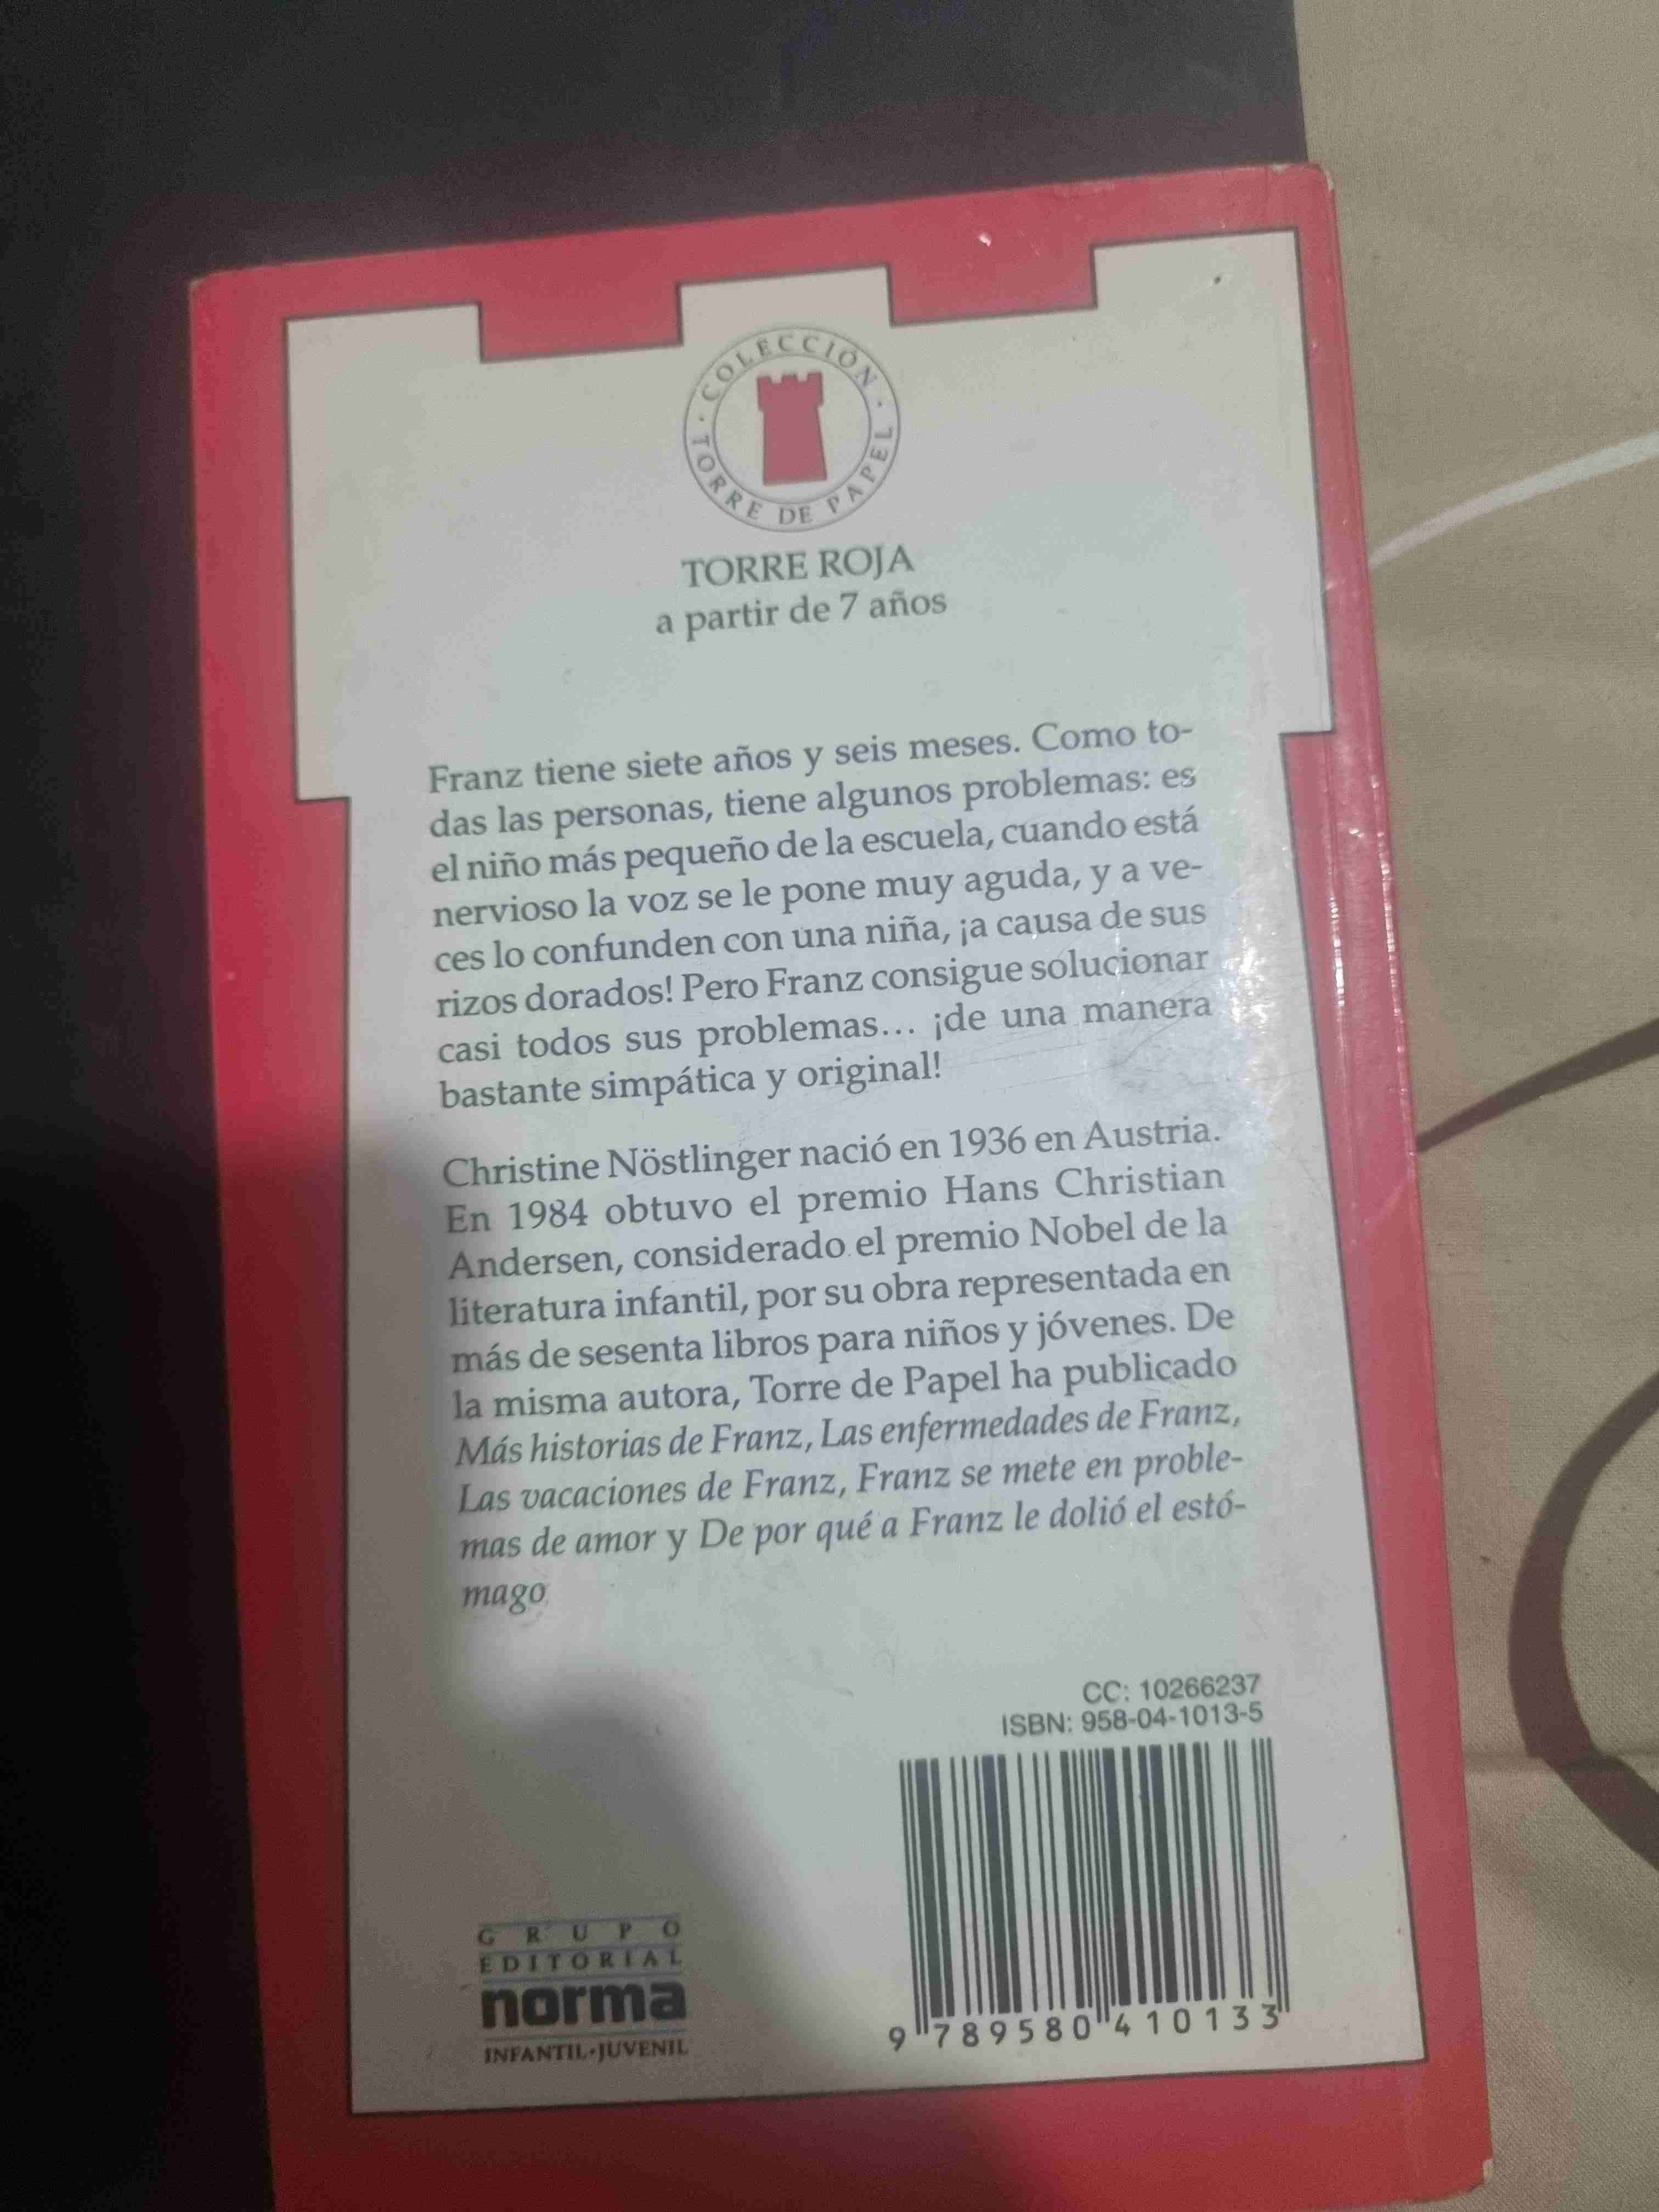 COLECCIÓN · TORRE DE PAPEL ·
TORRE ROJA
a partir de 7 años
Franz tiene siete años y seis meses. Como to-
das las personas, tiene algunos problemas: es
el niño más pequeño de la escuela, cuando está
nervioso la voz se le pone muy aguda, y a ve-
ces lo confunden con una niña, ¡a causa de sus
rizos dorados! Pero Franz consigue solucionar
casi todos sus problemas... ¡de una manera
bastante simpática y original!
Christine Nöstlinger nació en 1936 en Austria.
En 1984 obtuvo el premio Hans Christian
Andersen, considerado el premio Nobel de la
literatura infantil, por su obra representada en
más de sesenta libros para niños y jóvenes. De
la misma autora, Torre de Papel ha publicado
Más historias de Franz, Las enfermedades de Franz,
Las vacaciones de Franz, Franz se mete en proble-
mas de amor y De por qué a Franz le dolió el estó-
mago
CC: 10266237
ISBN: 958-04-1013-5
9 789580 410133
GRUPO
EDITORIAL
norma
INFANTIL·JUVENIL